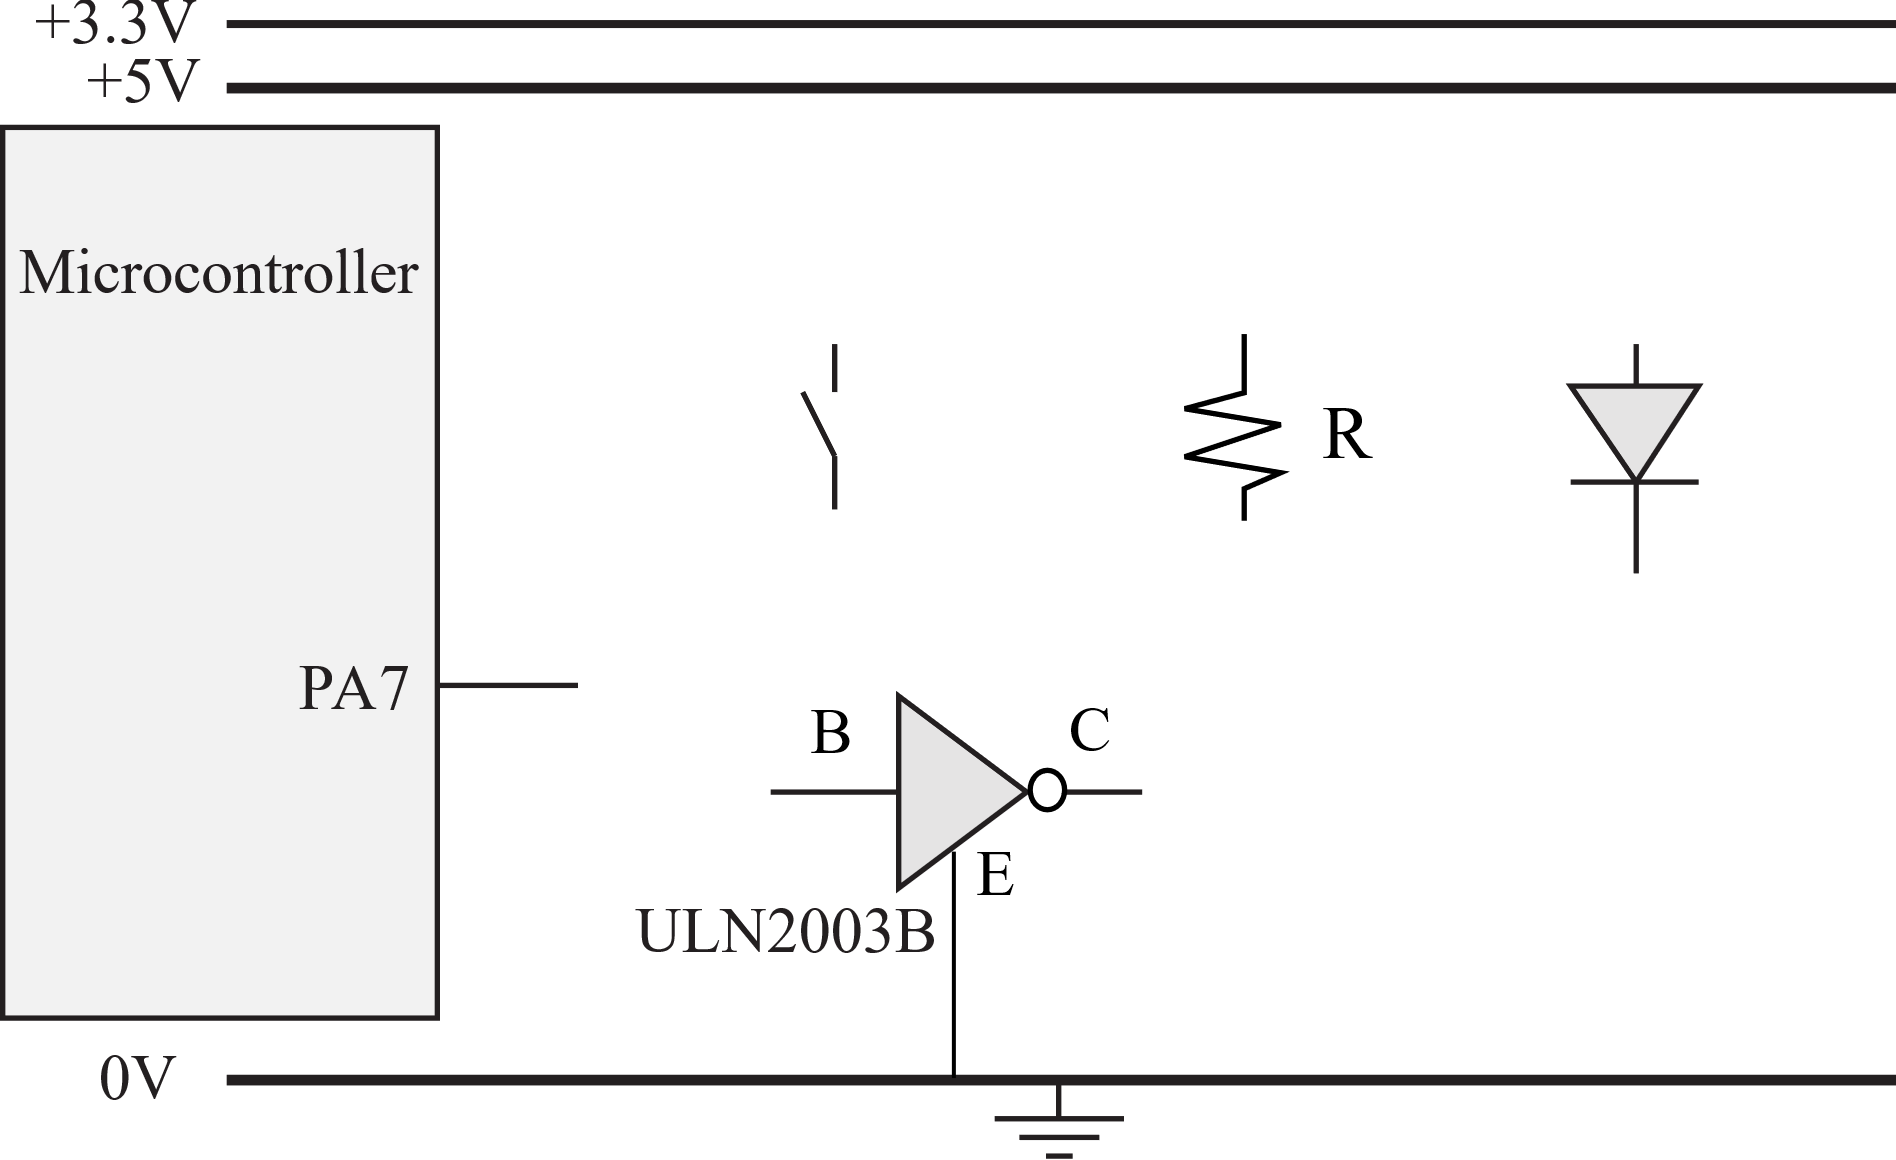 +3.3V
+5V
Microcontroller
R
PA7
B
C
E
ULN2003B
0V